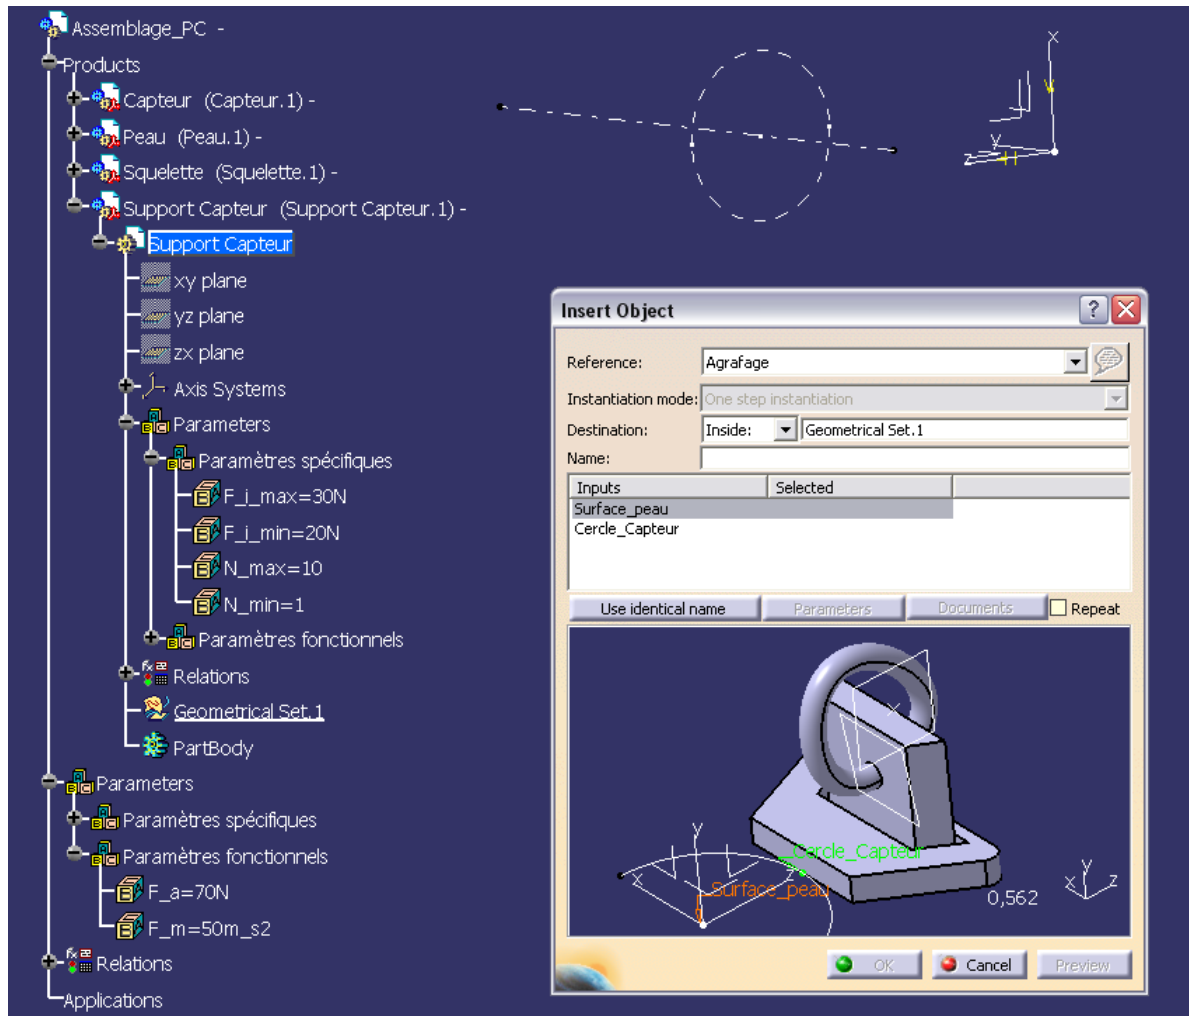 Assemblage_PC -
Products
Capteur (Capteur.1) -
Peau (Peau.1) -
Squelette (Squelette.1) -
Support Capteur (Support Capteur.1) -
Support Capteur
xy plane
yz plane
zx plane
Axis Systems
Parameters
Paramètres spécifiques
F_i_max=30N
F_i_min=20N
N_max=10
N_min=1
Paramètres fonctionnels
Relations
Geometrical Set.1
PartBody
Parameters
Paramètres spécifiques
Paramètres fonctionnels
F_a=70N
F_m=50m_s2
Relations
Applications
x
y
z
Insert Object
Reference: Agrafage
Instantiation mode: One step instantiation
Destination: Inside: Geometrical Set.1
Name:
Inputs Selected
Surface_peau
Cercle_Capteur
Use identical name Parameters Documents Repeat
y
x
_Cercle_Capteur
_Surface_peau
0,562
x y z
OK Cancel Preview